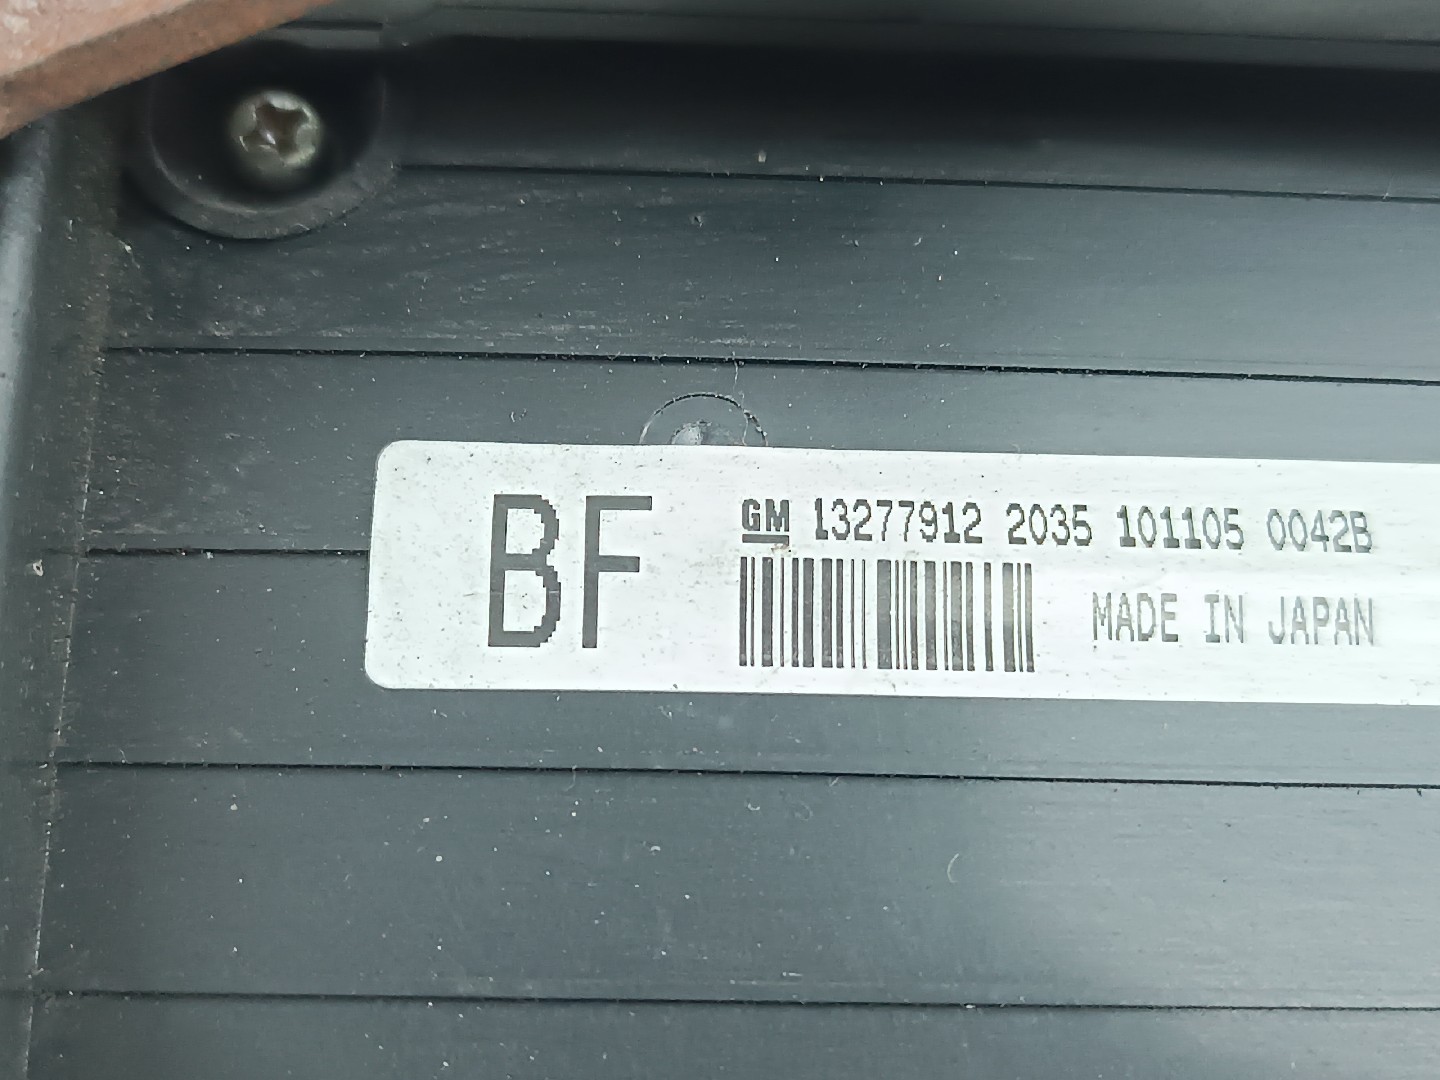 BF
GM 13277912 2035 101105 0042B
MADE IN JAPAN